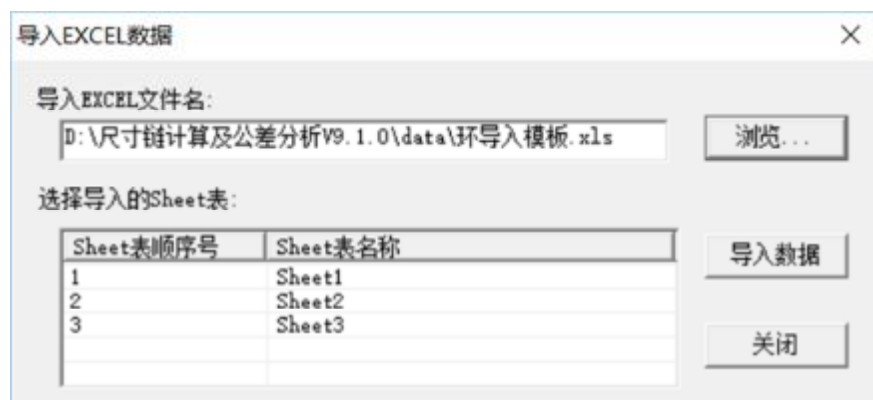 导入EXCEL数据
导入EXCEL文件名:
D:\尺寸链计算及公差分析V9.1.0\data\环导入模板.xls
浏览...
选择导入的Sheet表:
Sheet表顺序号 Sheet表名称
1 Sheet1
2 Sheet2
3 Sheet3
导入数据
关闭